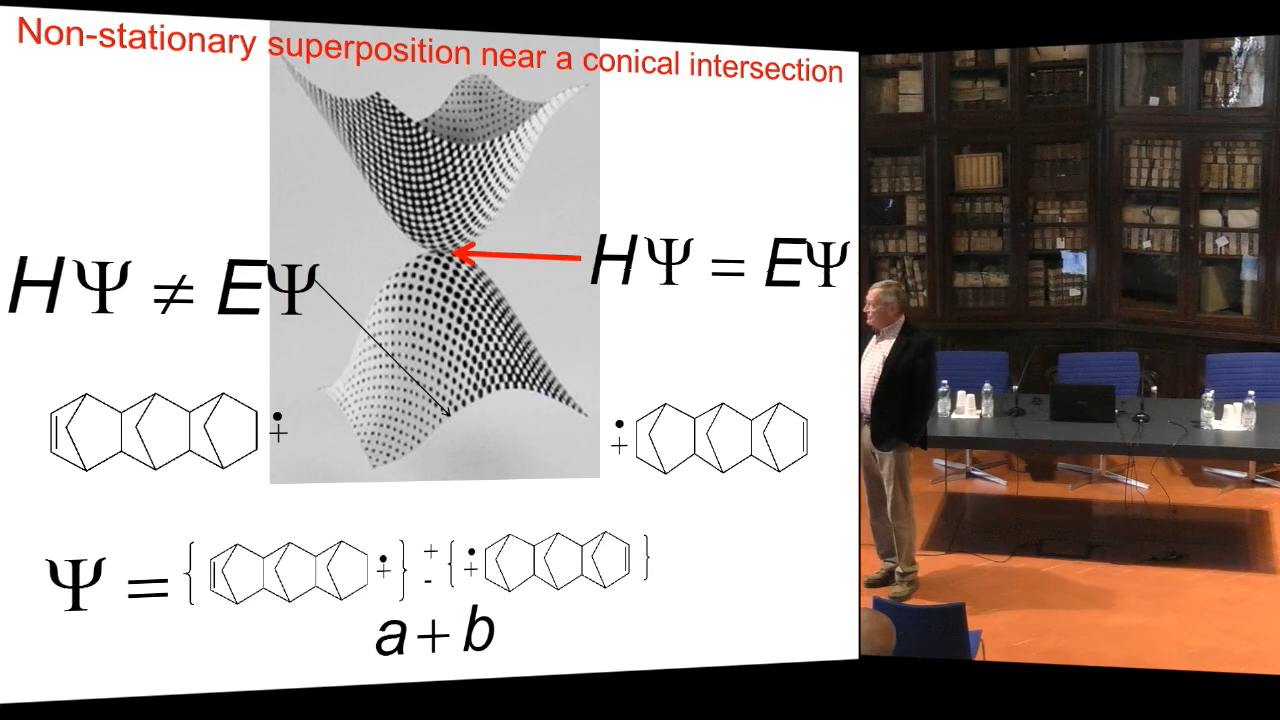 Non-stationary superposition near a conical intersection
HΨ ≠ EΨ
HΨ = EΨ
•
+
•
+
Ψ = { • + } + - { • + }
a + b